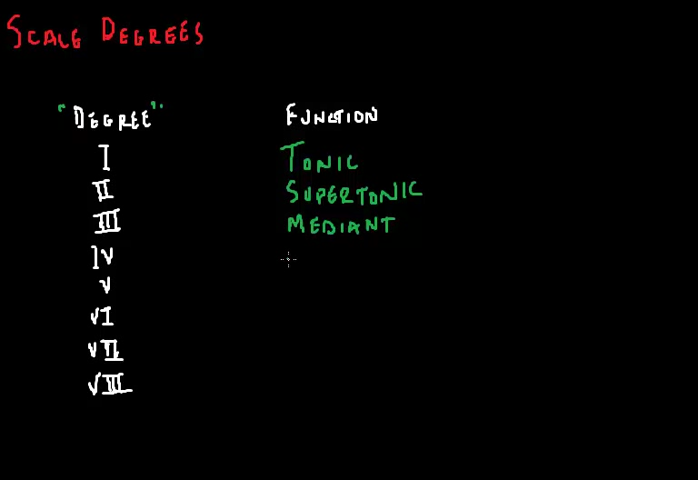 SCALE DEGREES
"DEGREE" FUNCTION
I TONIC
II SUPERTONIC
III MEDIANT
IV
V
VI
VII
VIII